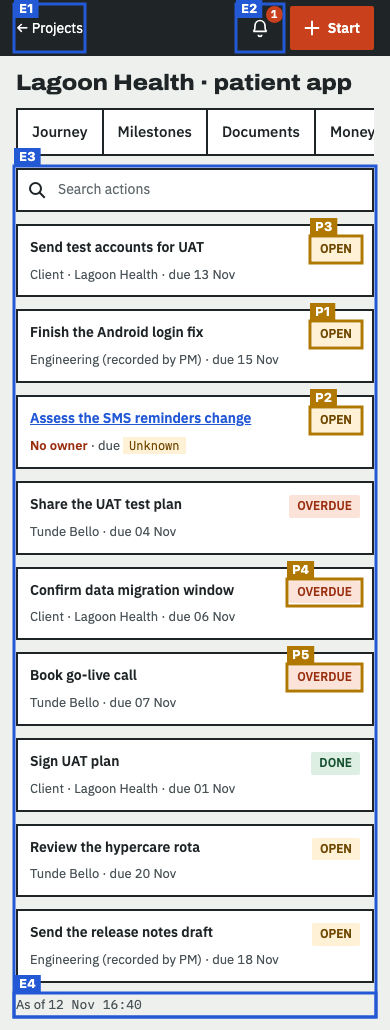 E1
E2
← Projects
1
Start
Lagoon Health · patient app
Journey
Milestones
Documents
Money
E3
Search actions
P3
Send test accounts for UAT
OPEN
Client · Lagoon Health · due 13 Nov
P1
Finish the Android login fix
OPEN
Engineering (recorded by PM) · due 15 Nov
P2
Assess the SMS reminders change
OPEN
No owner · due Unknown
Share the UAT test plan
OVERDUE
Tunde Bello · due 04 Nov
P4
Confirm data migration window
OVERDUE
Client · Lagoon Health · due 06 Nov
P5
Book go-live call
OVERDUE
Tunde Bello · due 07 Nov
Sign UAT plan
DONE
Client · Lagoon Health · due 01 Nov
Review the hypercare rota
OPEN
Tunde Bello · due 20 Nov
Send the release notes draft
OPEN
Engineering (recorded by PM) · due 18 Nov
E4
As of 12 Nov 16:40